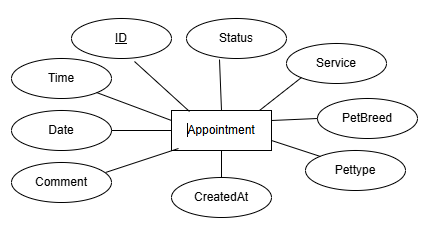 ID
Status
Service
Time
PetBreed
Date
Appointment
Pettype
Comment
CreatedAt